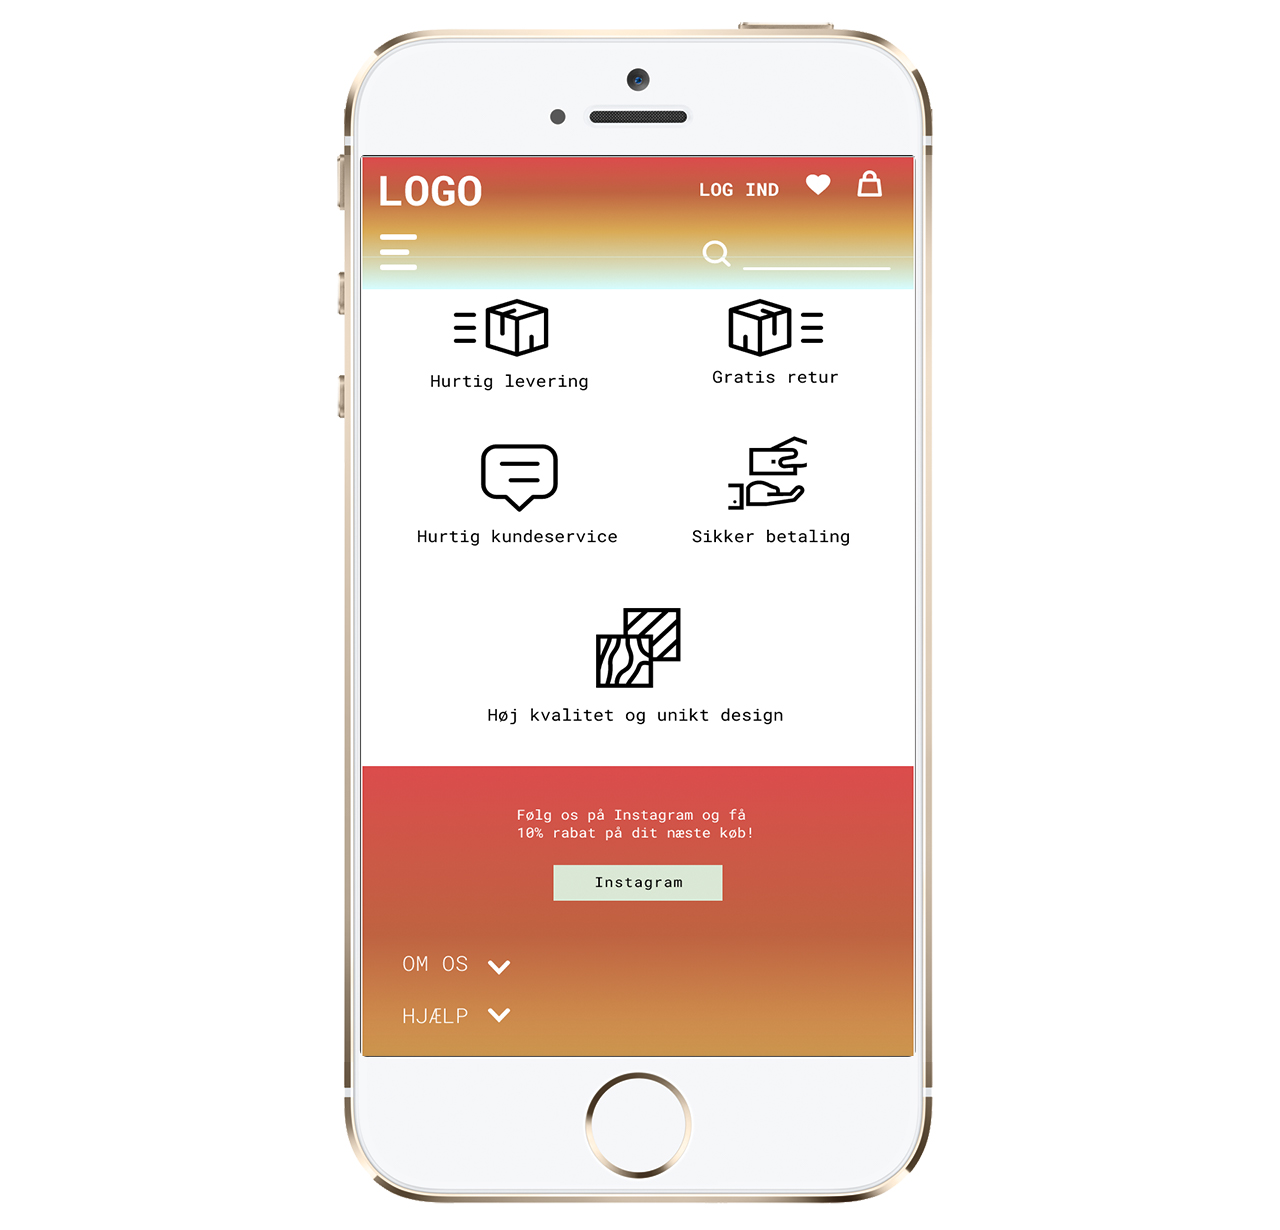 LOGO
LOG IND
Hurtig levering
Gratis retur
Hurtig kundeservice
Sikker betaling
Høj kvalitet og unikt design
Følg os på Instagram og få
10% rabat på dit næste køb!
Instagram
OM OS
HJÆLP